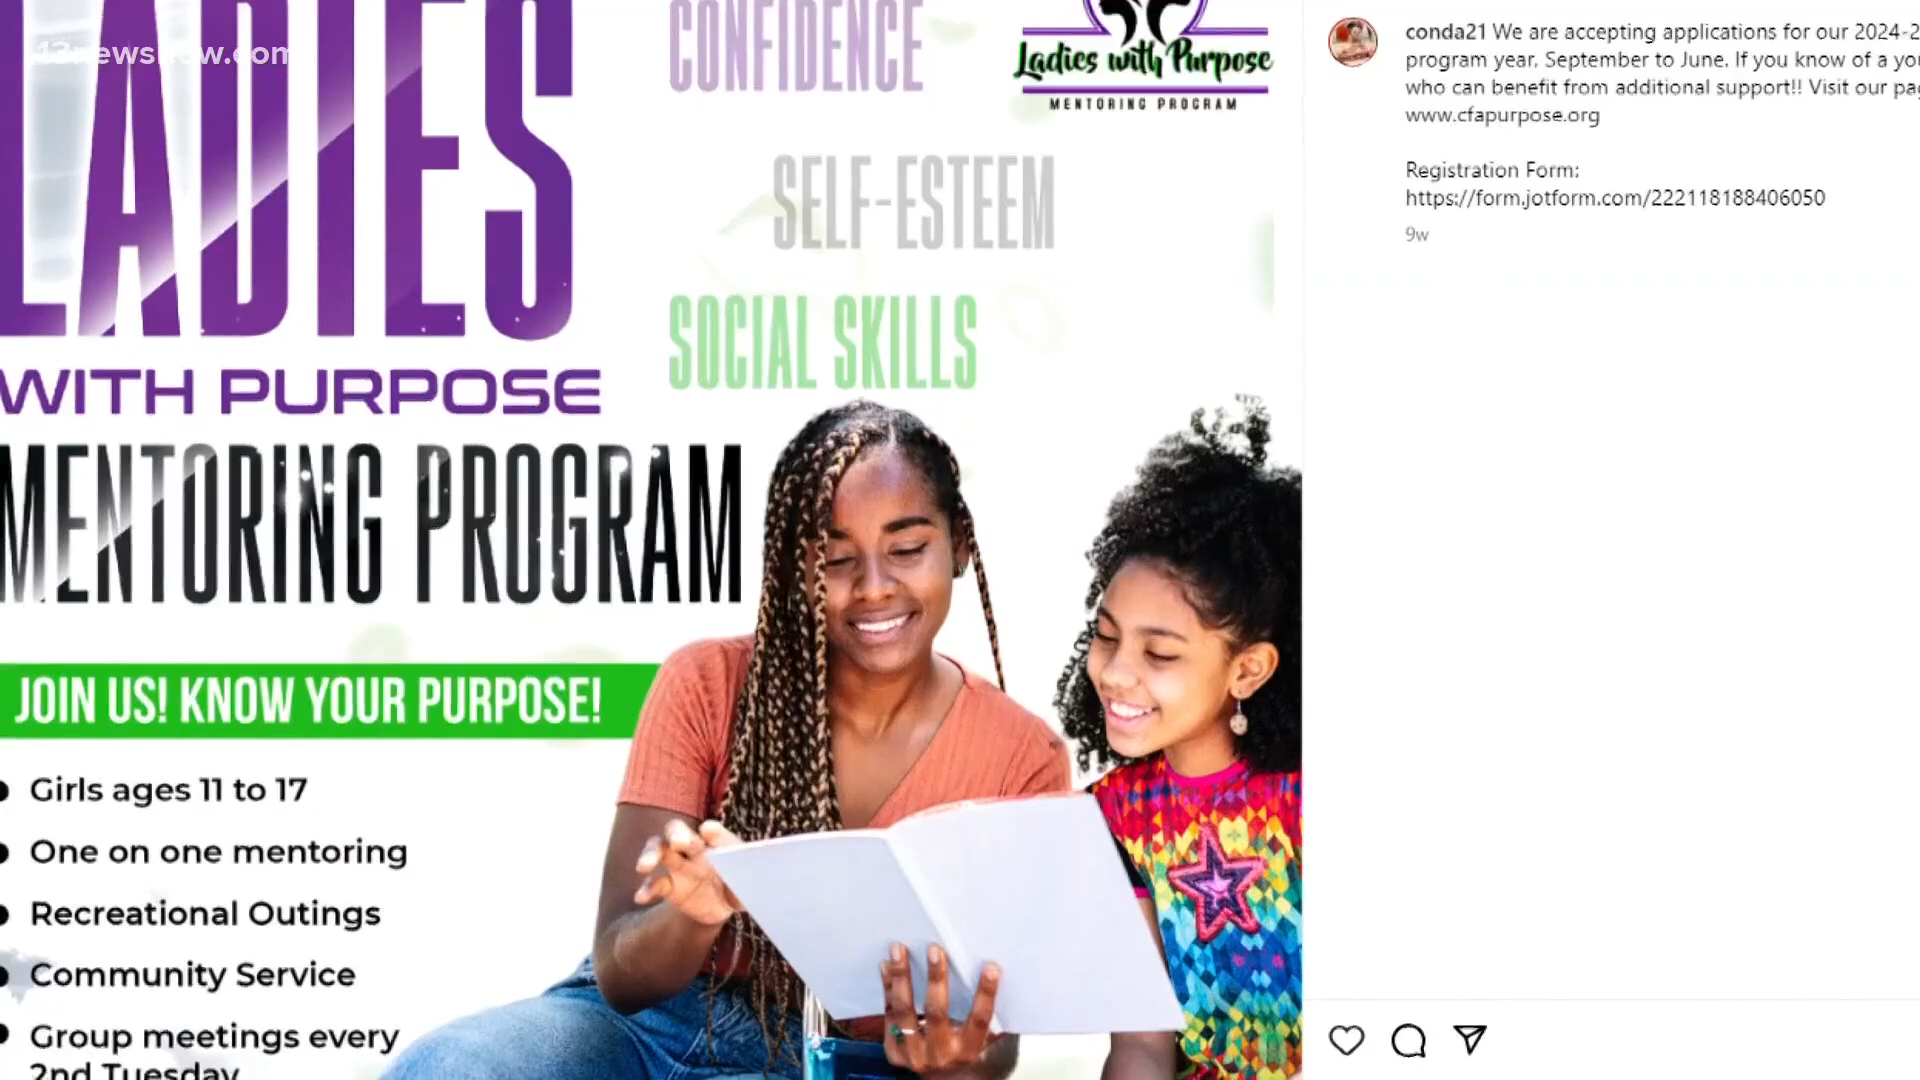 LADIES
13newsnow.com
WITH PURPOSE
MENTORING PROGRAM
CONFIDENCE
SELF-ESTEEM
SOCIAL SKILLS
Ladies with Purpose
MENTORING PROGRAM
JOIN US! KNOW YOUR PURPOSE!
Girls ages 11 to 17
One on one mentoring
Recreational Outings
Community Service
Group meetings every
2nd Tuesday
conda21 We are accepting applications for our 2024-2
program year, September to June. If you know of a you
who can benefit from additional support!! Visit our pag
www.cfapurpose.org
Registration Form:
https://form.jotform.com/222118188406050
9w